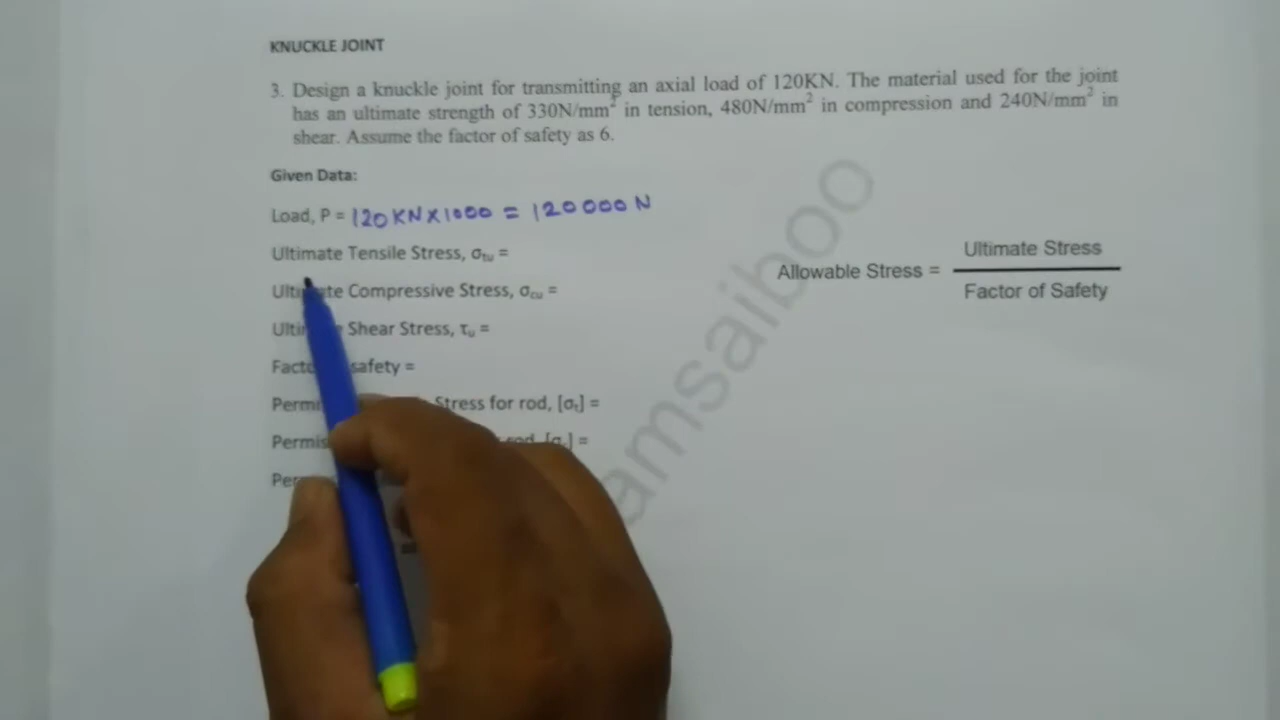 KNUCKLE JOINT
3. Design a knuckle joint for transmitting an axial load of 120KN. The material used for the joint
has an ultimate strength of 330N/mm² in tension, 480N/mm² in compression and 240N/mm² in
shear. Assume the factor of safety as 6.
Given Data:
Load, P = 120 KN X 1000 = 120000 N
Ultimate Tensile Stress, σtu =
Ultimate Compressive Stress, σcu =
Shear Stress, τu =
safety =
Stress for rod, [σt] =
Allowable Stress = Ultimate Stress
Factor of Safety
amsaiboo